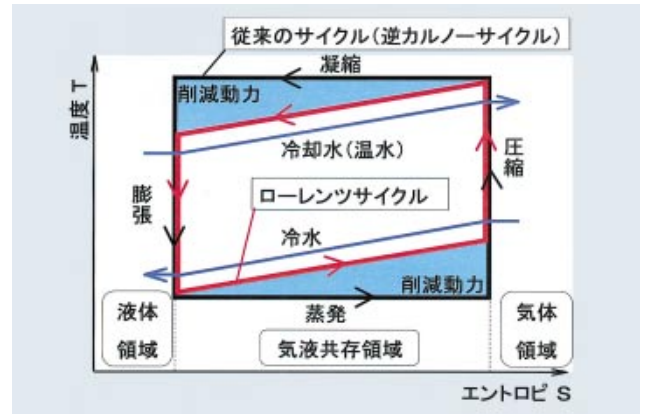 従来のサイクル(逆カルノーサイクル)
凝縮
削減動力
温度 T
冷却水(温水)
圧縮
膨張
ローレンツサイクル
冷水
削減動力
液体
領域
蒸発
気液共存領域
気体
領域
エントロピ S